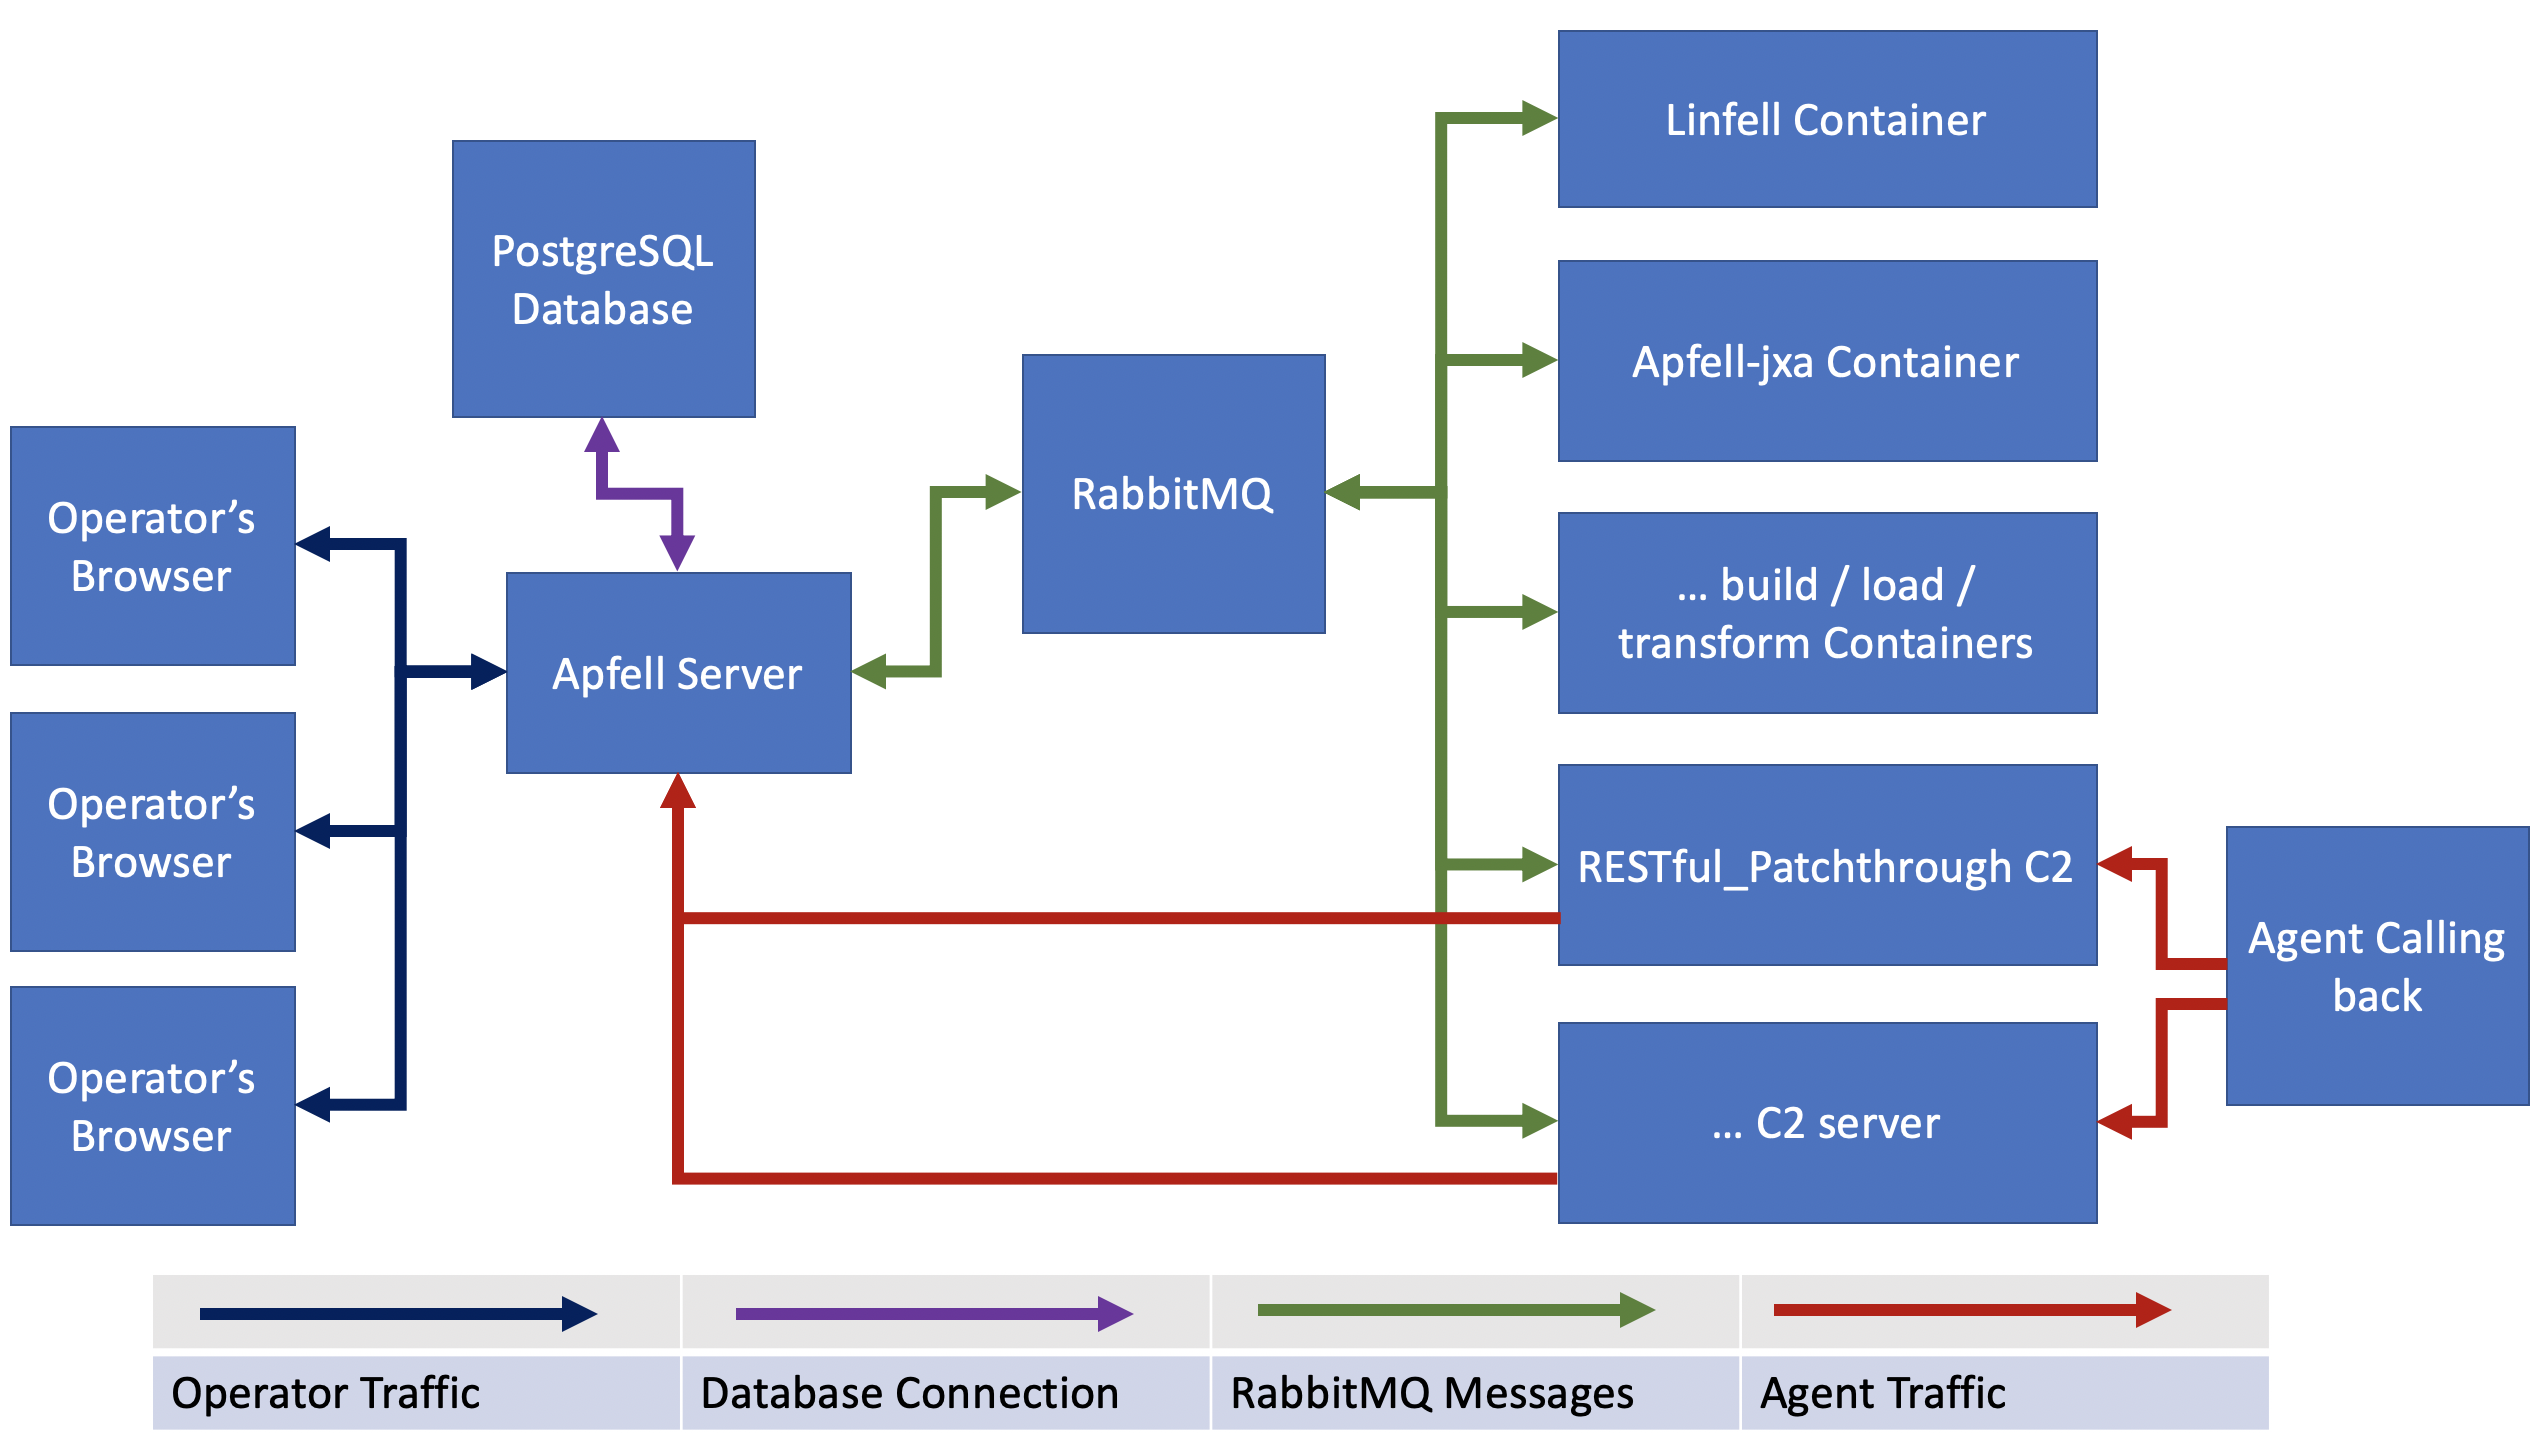 Linfell Container
PostgreSQL
Database
Apfell-jxa Container
RabbitMQ
Operator’s
Browser
... build / load /
transform Containers
Apfell Server
Operator’s
Browser
RESTful_Patchthrough C2
Agent Calling
back
Operator’s
Browser
... C2 server
Operator Traffic
Database Connection
RabbitMQ Messages
Agent Traffic